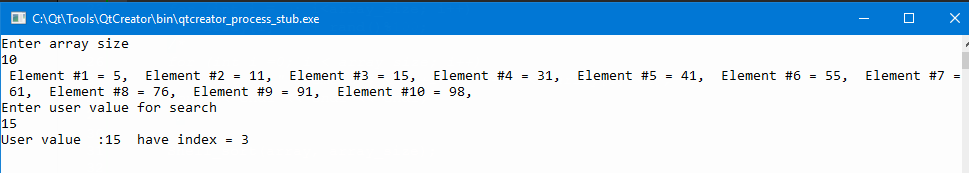 C:\Qt\Tools\QtCreator\bin\qtcreator_process_stub.exe
Enter array size
10
Element #1 = 5,  Element #2 = 11,  Element #3 = 15,  Element #4 = 31,  Element #5 = 41,  Element #6 = 55,  Element #7 =
61,  Element #8 = 76,  Element #9 = 91,  Element #10 = 98,
Enter user value for search
15
User value  :15  have index = 3